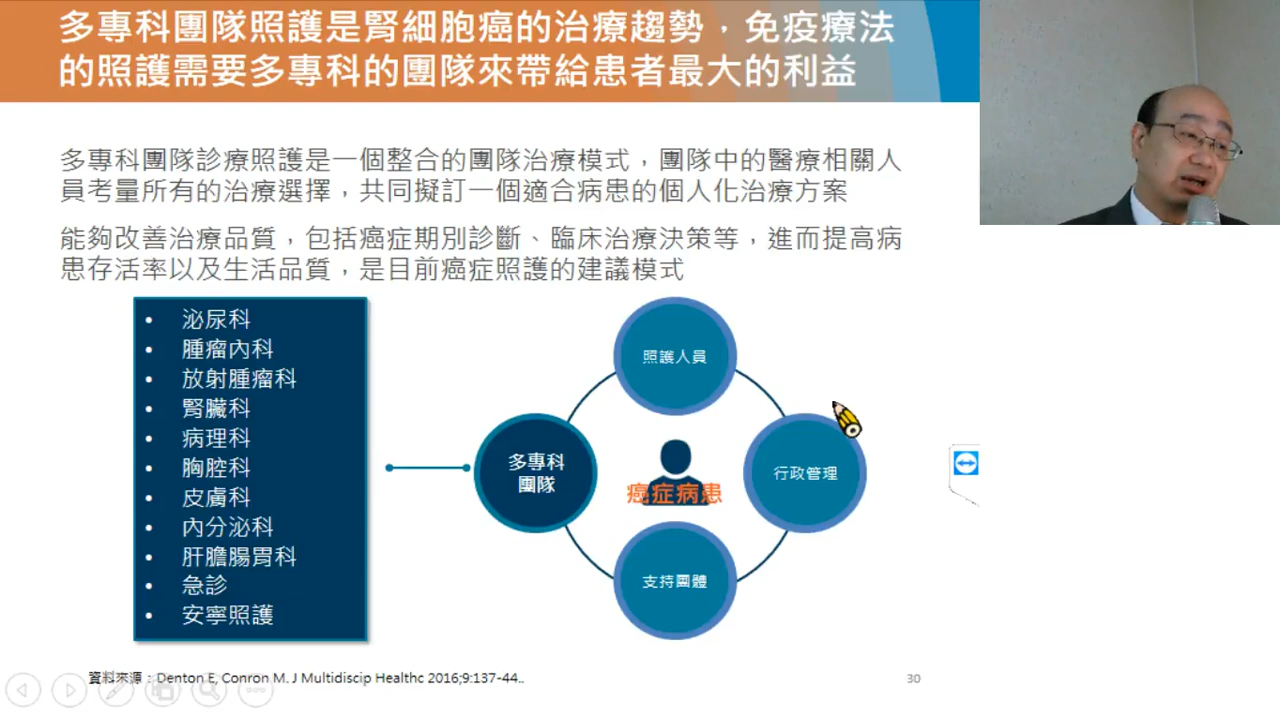 多專科團隊照護是腎細胞癌的治療趨勢，免疫療法
的照護需要多專科的團隊來帶給患者最大的利益
多專科團隊診療照護是一個整合的團隊治療模式，團隊中的醫療相關人
員考量所有的治療選擇，共同擬訂一個適合病患的個人化治療方案
能夠改善治療品質，包括癌症期別診斷、臨床治療決策等，進而提高病
患存活率以及生活品質，是目前癌症照護的建議模式
• 泌尿科
• 腫瘤內科
• 放射腫瘤科
• 腎臟科
• 病理科
• 胸腔科
• 皮膚科
• 內分泌科
• 肝膽腸胃科
• 急診
• 安寧照護
照護人員
多專科
團隊
癌症病患
行政管理
支持團體
資料來源：Denton E, Conron M. J Multidiscip Healthc 2016;9:137-44..
30